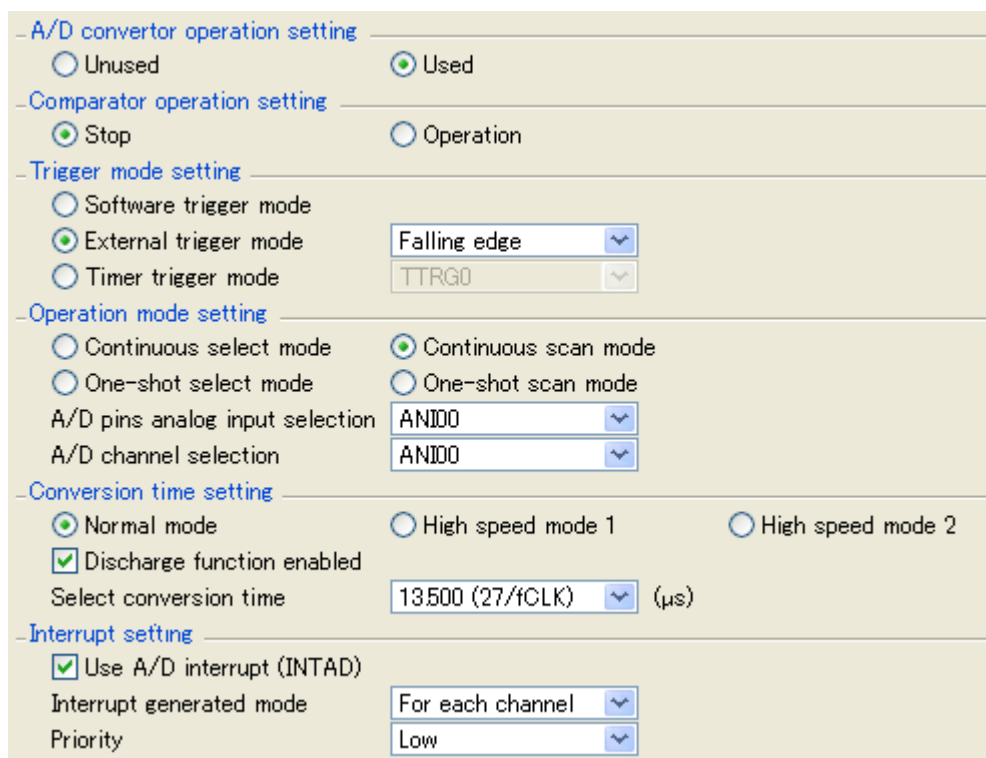 A/D convertor operation setting
Unused Used
Comparator operation setting
Stop Operation
Trigger mode setting
Software trigger mode
External trigger mode Falling edge
Timer trigger mode TTRG0
Operation mode setting
Continuous select mode Continuous scan mode
One-shot select mode One-shot scan mode
A/D pins analog input selection ANI00
A/D channel selection ANI00
Conversion time setting
Normal mode High speed mode 1 High speed mode 2
Discharge function enabled
Select conversion time 13.500 (27/fCLK) (µs)
Interrupt setting
Use A/D interrupt (INTAD)
Interrupt generated mode For each channel
Priority Low